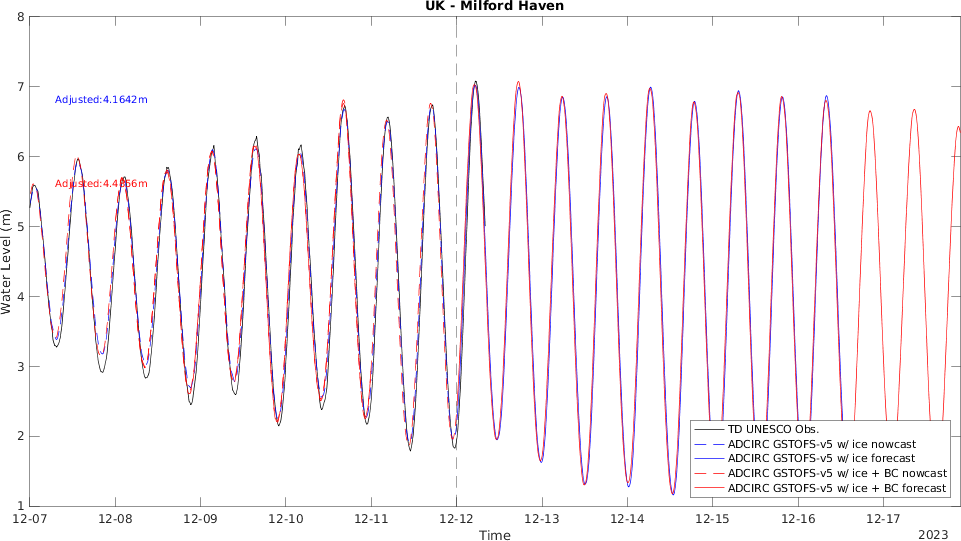 UK - Milford Haven
8
7
6
5
4
3
2
1
Water Level (m)
Adjusted:4.1642m
TD UNESCO Obs.
ADCIRC GSTOFS-v5 w/ ice nowcast
ADCIRC GSTOFS-v5 w/ ice forecast
ADCIRC GSTOFS-v5 w/ ice + BC nowcast
ADCIRC GSTOFS-v5 w/ ice + BC forecast
12-07 12-08 12-09 12-10 12-11 12-12 12-13 12-14 12-15 12-16 12-17
Time
2023